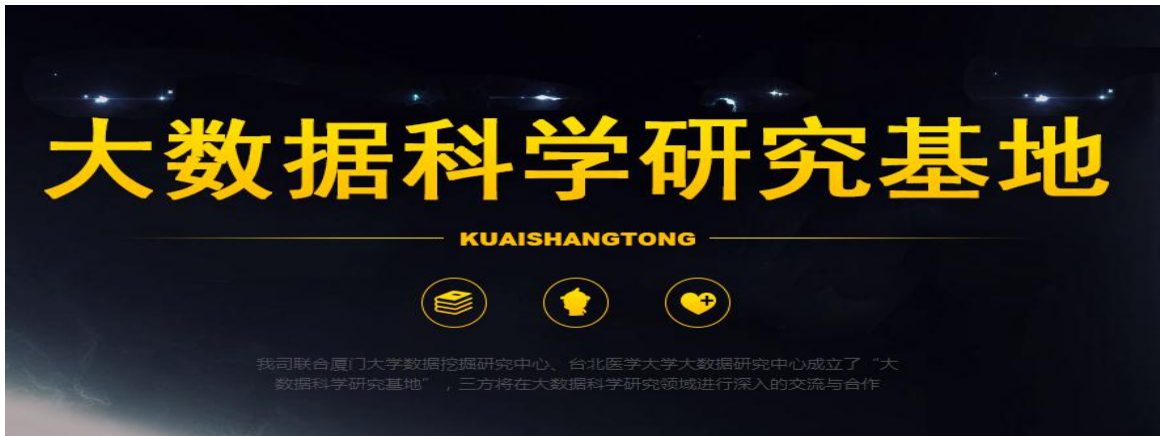 大数据科学研究基地
KUAISHANGTONG
我司联合厦门大学数据挖掘研究中心、台北医学大学大数据研究中心成立了“大
数据科学研究基地”，三方将在大数据科学研究领域进行深入的交流与合作